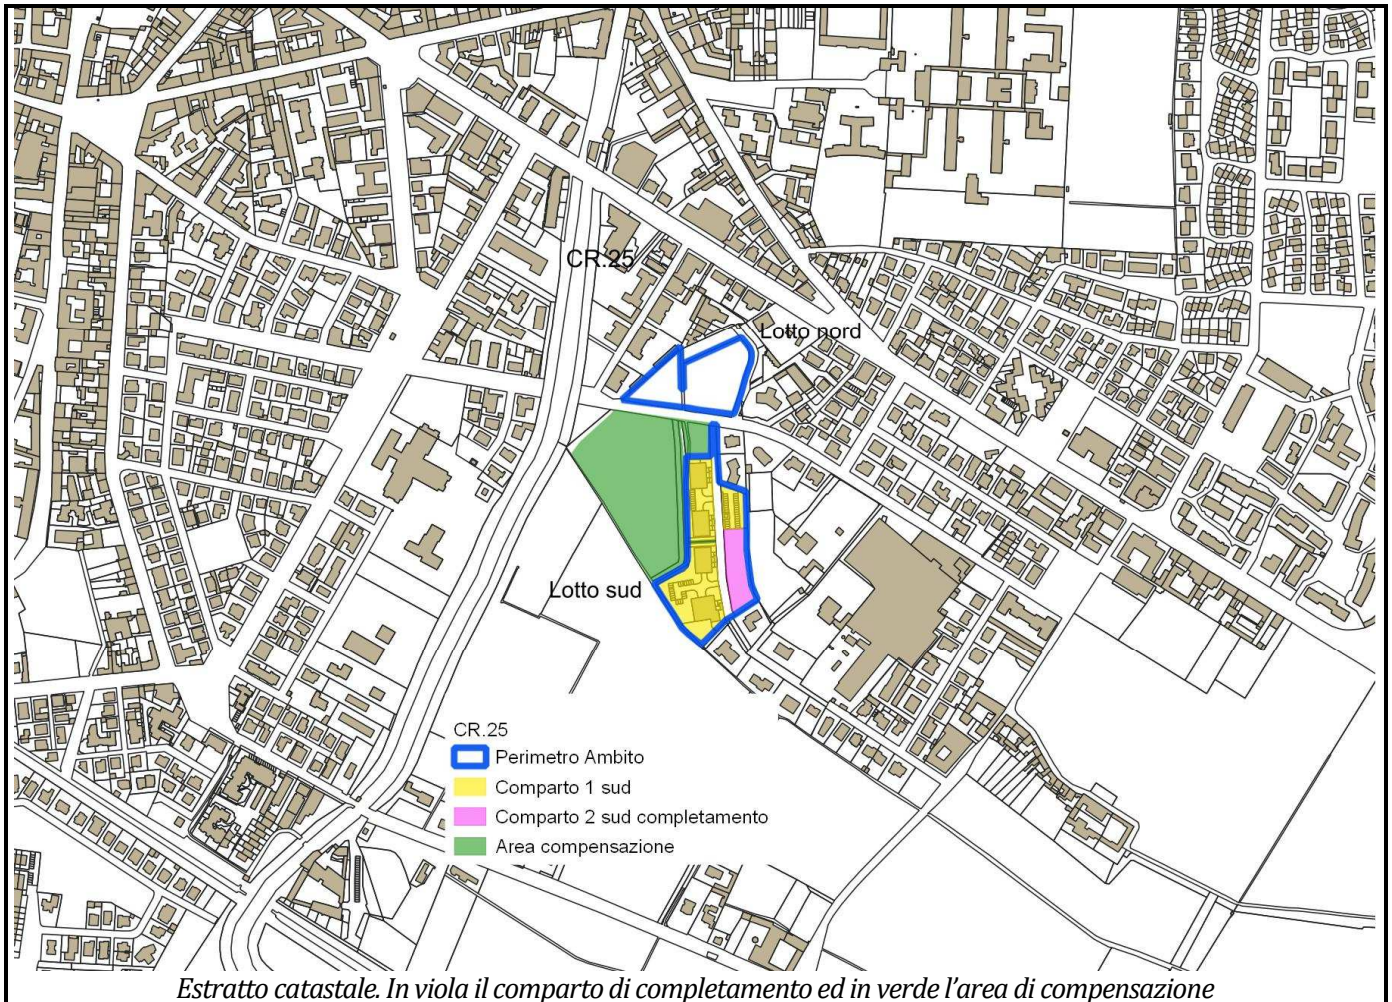 CR.25
Lotto nord
Lotto sud
CR.25
Perimetro Ambito
Comparto 1 sud
Comparto 2 sud completamento
Area compensazione
Estratto catastale. In viola il comparto di completamento ed in verde l'area di compensazione